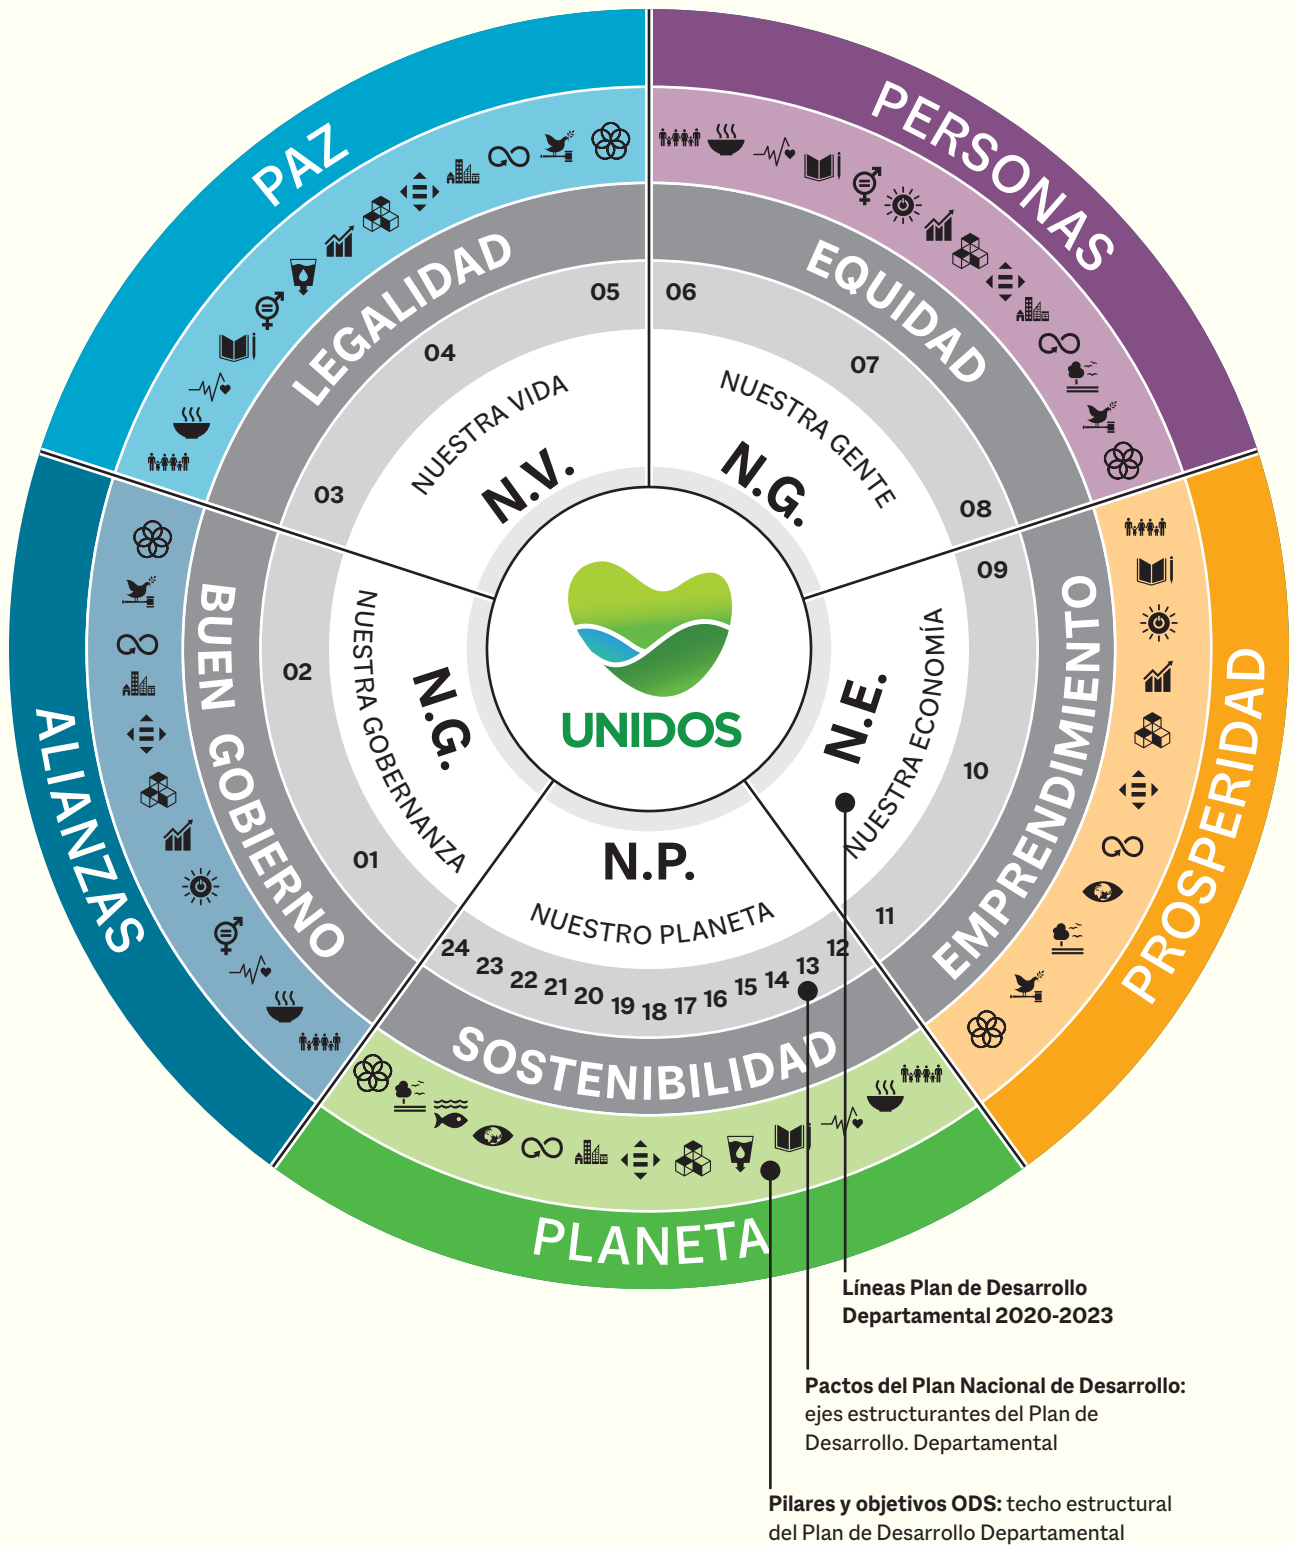 PAZ
PERSONAS
PROSPERIDAD
PLANETA
ALIANZAS
LEGALIDAD
EQUIDAD
EMPRENDIMIENTO
SOSTENIBILIDAD
BUEN GOBIERNO
05
04
03
06
07
08
09
10
11
12
13
14
15
16
17
18
19
20
21
22
23
24
02
01
NUESTRA VIDA
N.V.
NUESTRA GENTE
N.G.
N.E.
NUESTRA ECONOMÍA
N.P.
NUESTRO PLANETA
N.G.
NUESTRA GOBERNANZA
UNIDOS
Líneas Plan de Desarrollo
Departamental 2020-2023
Pactos del Plan Nacional de Desarrollo:
ejes estructurantes del Plan de
Desarrollo. Departamental
Pilares y objetivos ODS: techo estructural
del Plan de Desarrollo Departamental